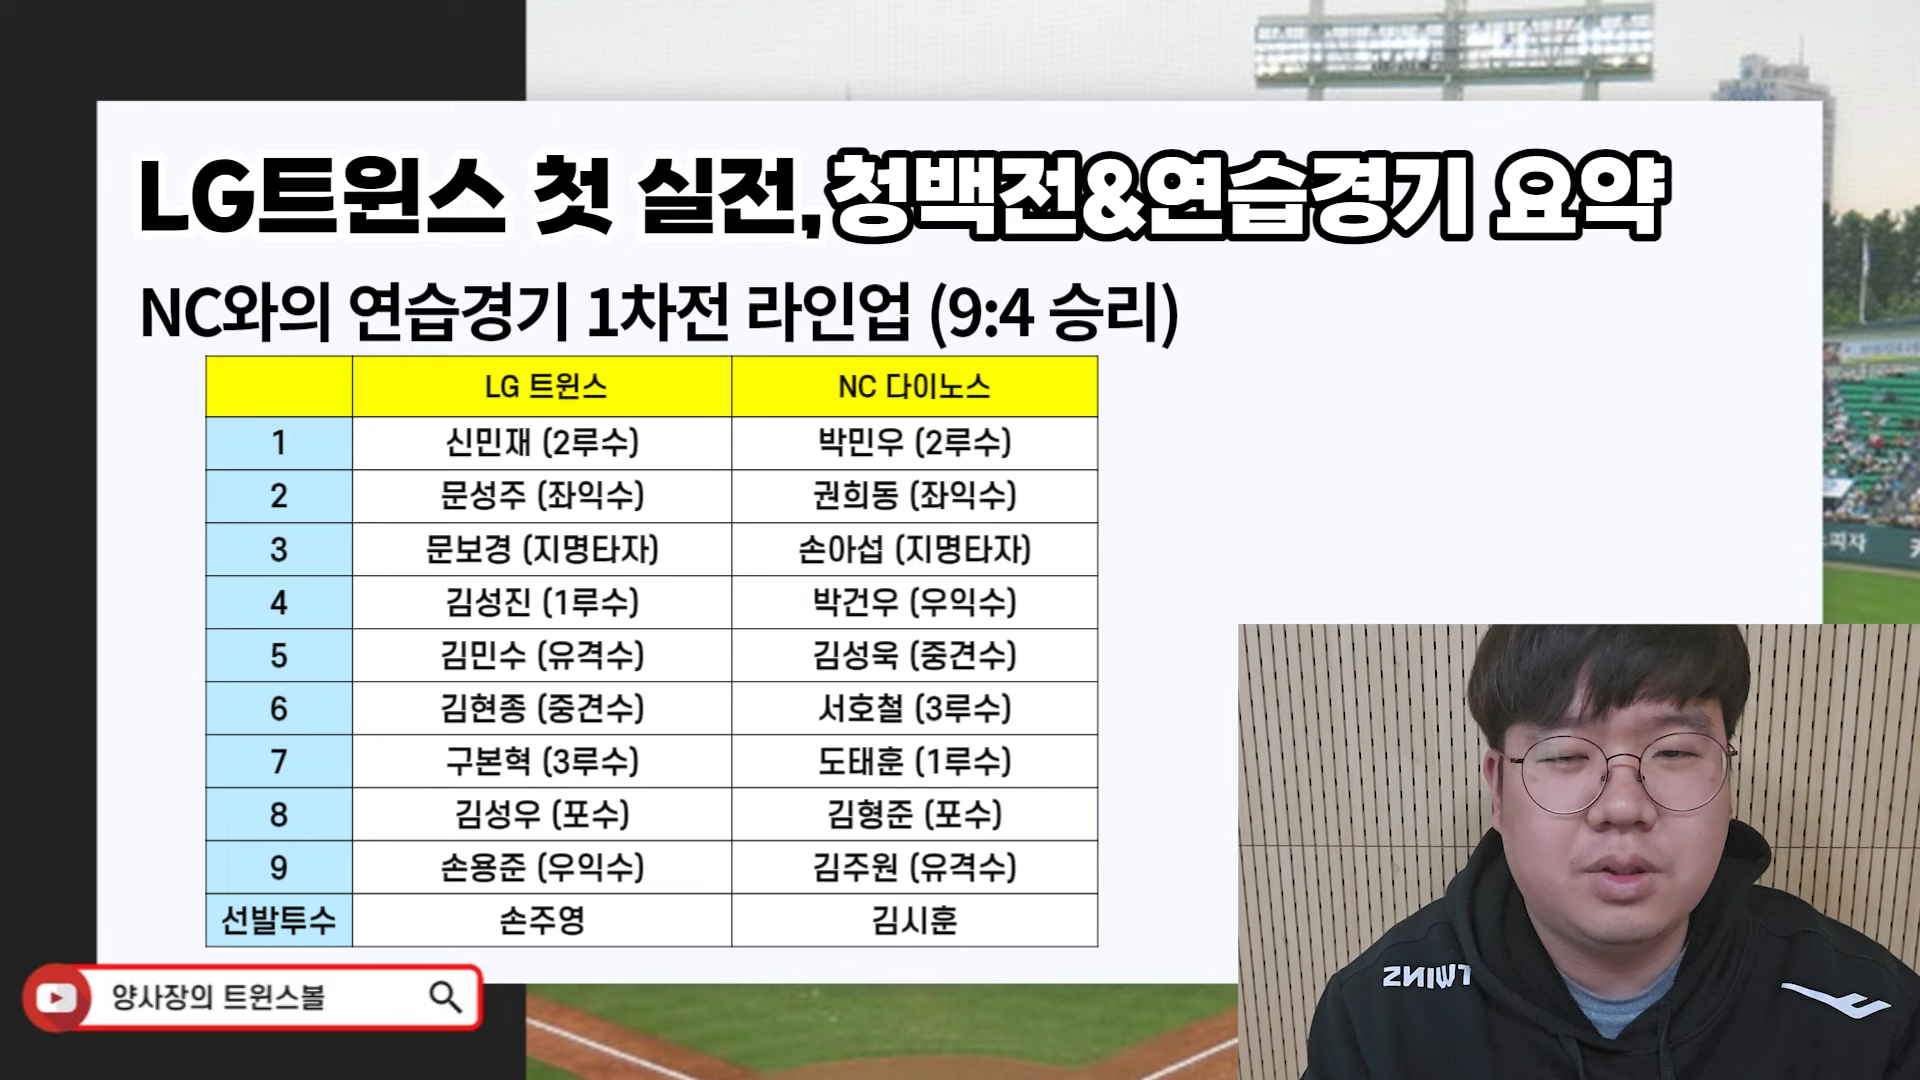 LG트윈스 첫 실전, 청백전&연습경기 요약
NC와의 연습경기 1차전 라인업 (9:4 승리)
LG 트윈스 NC 다이노스
1 신민재 (2루수) 박민우 (2루수)
2 문성주 (좌익수) 권희동 (좌익수)
3 문보경 (지명타자) 손아섭 (지명타자)
4 김성진 (1루수) 박건우 (우익수)
5 김민수 (유격수) 김성욱 (중견수)
6 김현종 (중견수) 서호철 (3루수)
7 구본혁 (3루수) 도태훈 (1루수)
8 김성우 (포수) 김형준 (포수)
9 손용준 (우익수) 김주원 (유격수)
선발투수 손주영 김시훈
양사장의 트윈스볼
TWINS